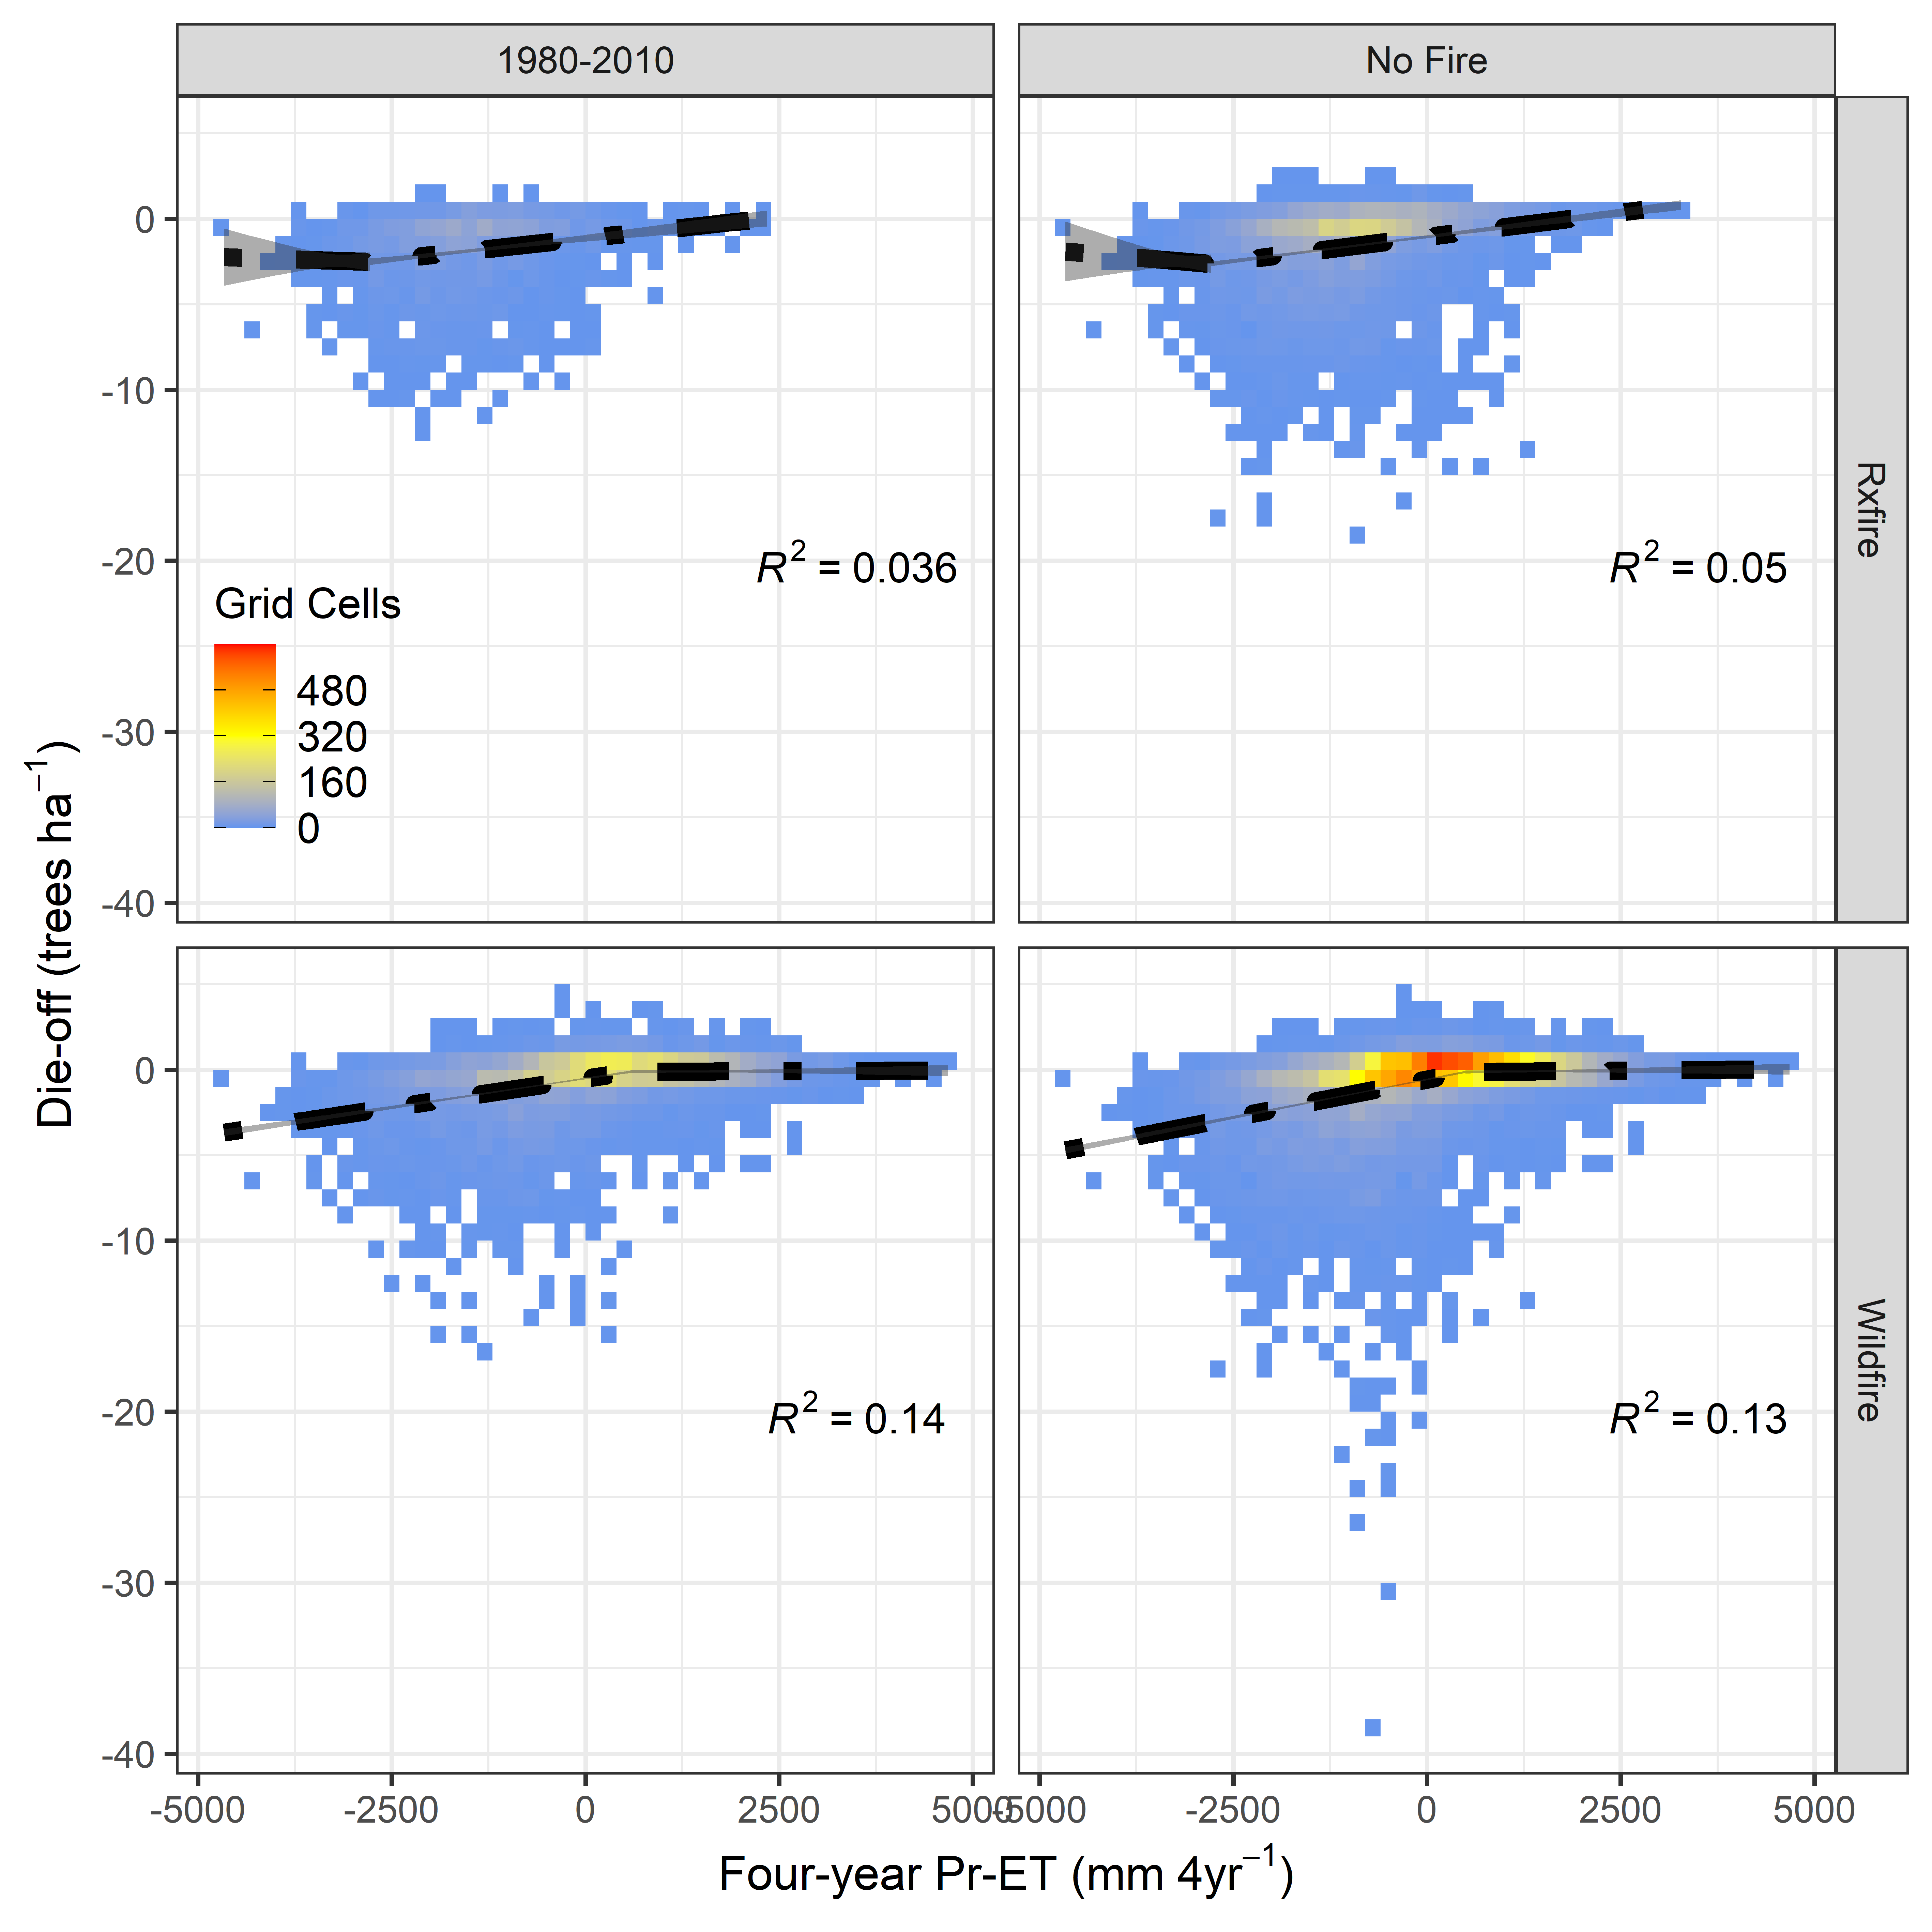 1980-2010
No Fire
Rxfire
Wildfire
Die-off (trees ha⁻¹)
0
-10
-20
-30
-40
R² = 0.036
R² = 0.05
Grid Cells
480
320
160
0
0
-10
-20
-30
-40
R² = 0.14
R² = 0.13
-5000 -2500 0 2500 5000
-5000 -2500 0 2500 5000
Four-year Pr-ET (mm 4yr⁻¹)